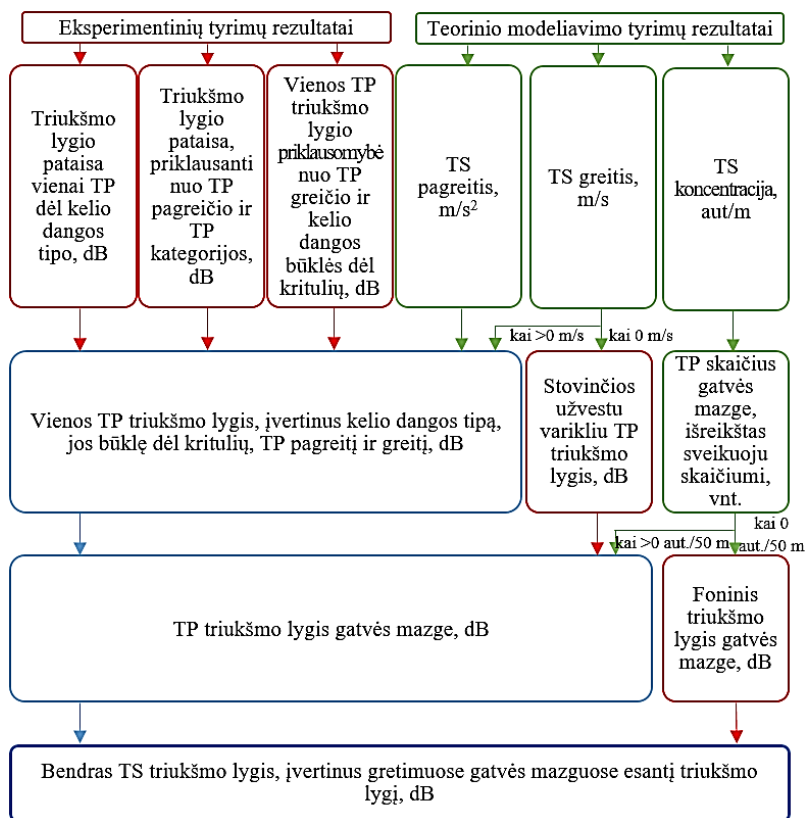 Eksperimentinių tyrimų rezultatai
Teorinio modeliavimo tyrimų rezultatai
Triukšmo
lygio
pataisa
vienai TP
dėl kelio
dangos
tipo, dB
Triukšmo
lygio
pataisa,
priklausanti
nuo TP
pagreičio ir
TP
kategorijos,
dB
Vienos TP
triukšmo
lygio
priklausomybė
nuo TP
greičio ir
kelio
dangos
būklės dėl
kritulių, dB
TS
pagreitis,
m/s²
TS greitis,
m/s
TS
koncentracija,
aut/m
kai >0 m/s
kai 0 m/s
Vienos TP triukšmo lygis, įvertinus kelio dangos tipą,
jos būklę dėl kritulių, TP pagreitį ir greitį, dB
Stovinčios
užvestu
varikliu TP
triukšmo
lygis, dB
TP skaičius
gatvės
mazge,
išreikštas
sveikuoju
skaičiumi,
vnt.
kai >0 aut./50 m
kai 0
aut./50 m
TP triukšmo lygis gatvės mazge, dB
Foninis
triukšmo
lygis gatvės
mazge, dB
Bendras TS triukšmo lygis, įvertinus gretimuose gatvės mazguose esantį triukšmo
lygį, dB